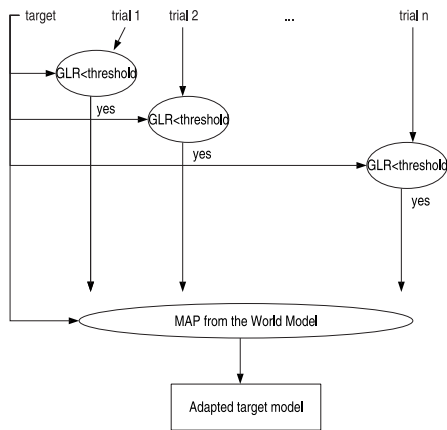 target trial 1 trial 2 ... trial n
GLR<threshold
yes
GLR<threshold
yes
GLR<threshold
yes
MAP from the World Model
Adapted target model